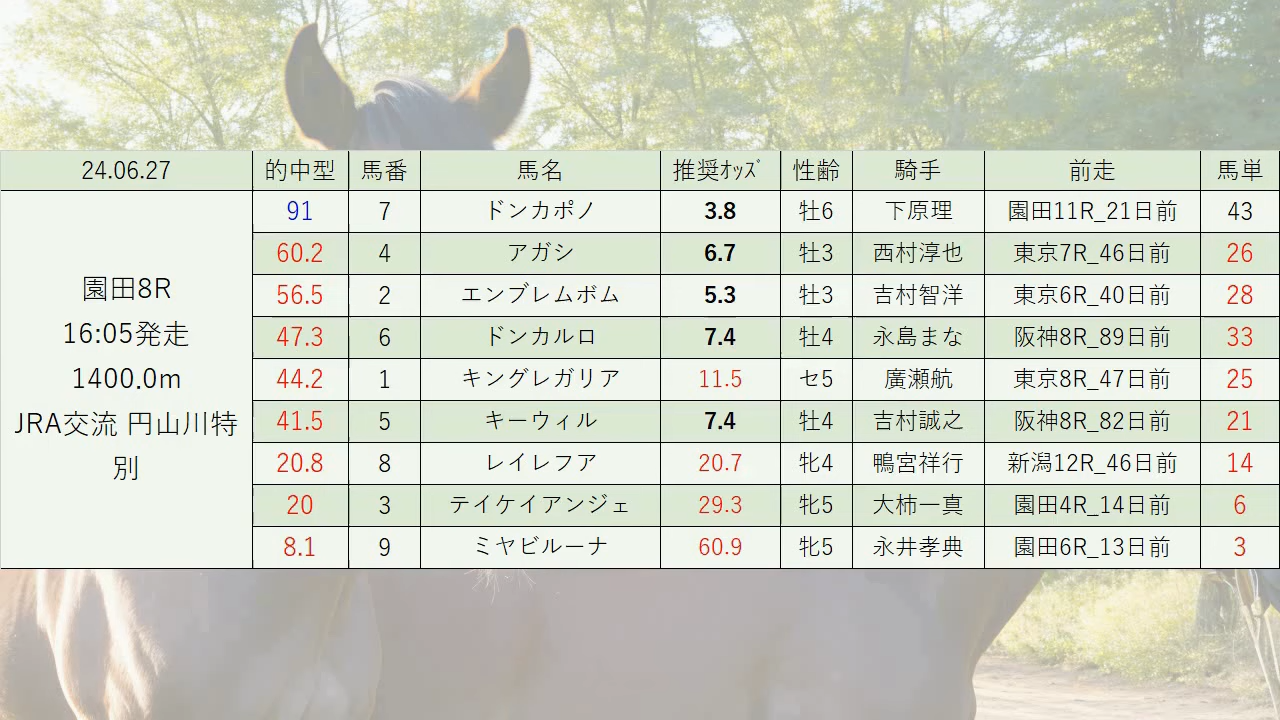 24.06.27 的中型 馬番 馬名 推奨ｵｯｽﾞ 性齢 騎手 前走 馬単
園田8R
16:05発走
1400.0m
JRA交流 円山川特
別
91 7 ドンカポノ 3.8 牡6 下原理 園田11R_21日前 43
60.2 4 アガシ 6.7 牡3 西村淳也 東京7R_46日前 26
56.5 2 エンブレムボム 5.3 牡3 吉村智洋 東京6R_40日前 28
47.3 6 ドンカルロ 7.4 牡4 永島まな 阪神8R_89日前 33
44.2 1 キングレガリア 11.5 セ5 廣瀬航 東京8R_47日前 25
41.5 5 キーウィル 7.4 牡4 吉村誠之 阪神8R_82日前 21
20.8 8 レイレフア 20.7 牝4 鴨宮祥行 新潟12R_46日前 14
20 3 テイケイアンジェ 29.3 牝5 大柿一真 園田4R_14日前 6
8.1 9 ミヤビルーナ 60.9 牝5 永井孝典 園田6R_13日前 3